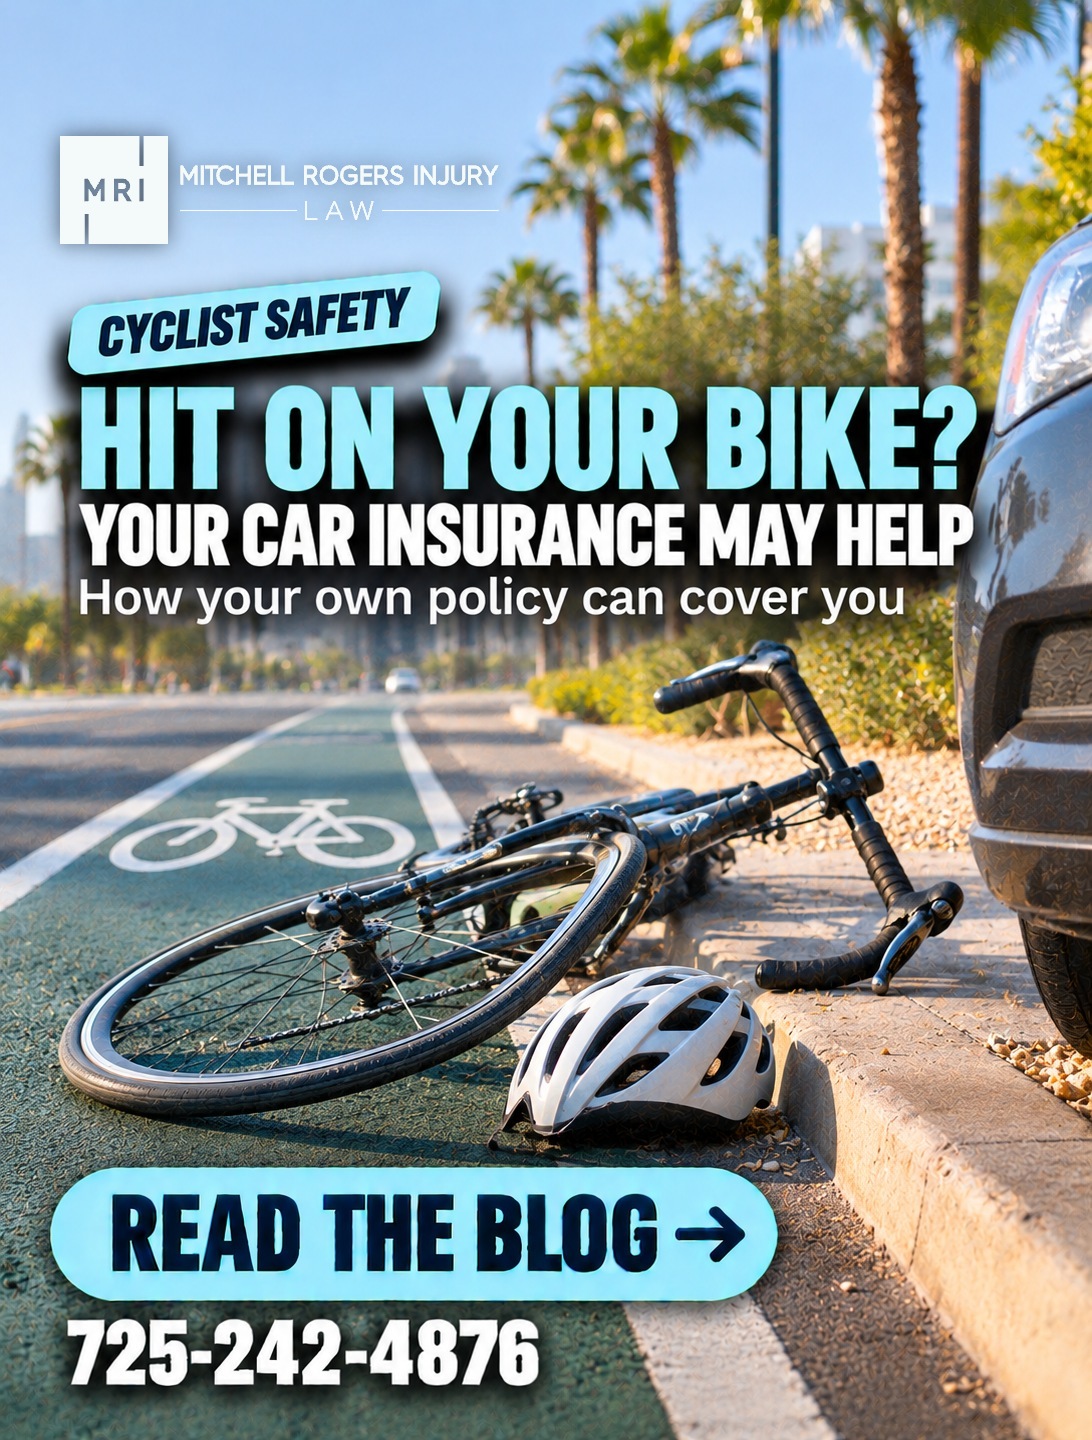 MRI
MITCHELL ROGERS INJURY
LAW
CYCLIST SAFETY
HIT ON YOUR BIKE?
YOUR CAR INSURANCE MAY HELP
How your own policy can cover you
READ THE BLOG →
725-242-4876